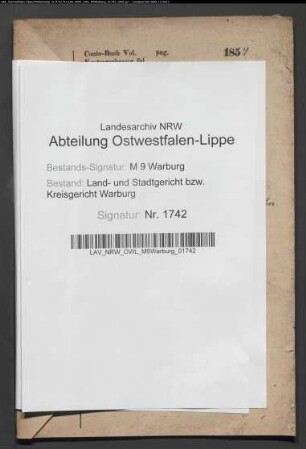 Conto-Buch Vol. pag. 1857
Landesarchiv NRW
Abteilung Ostwestfalen-Lippe
Bestands-Signatur: M 9 Warburg
Bestand: Land- und Stadtgericht bzw.
Kreisgericht Warburg
Signatur: Nr. 1742
LAV_NRW_OWL_M9Warburg_01742